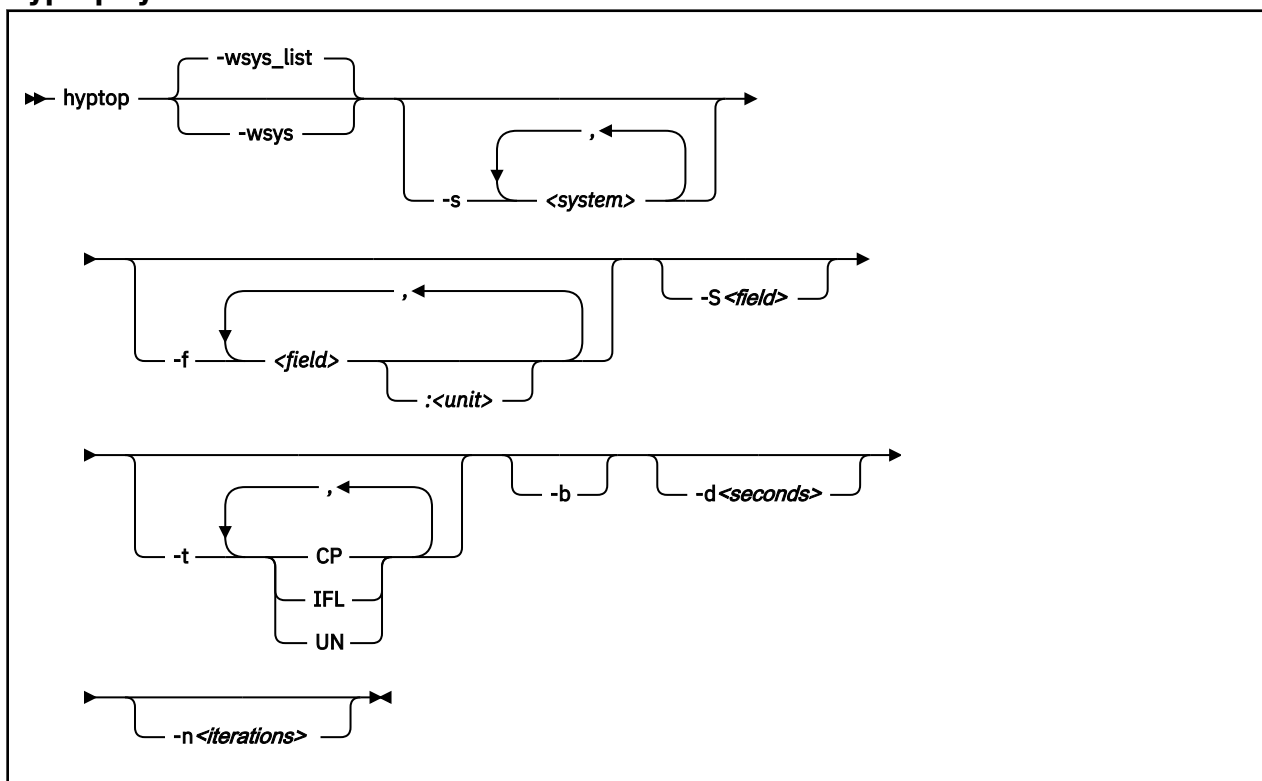 -wsys_list
hyptop
-wsys
,
-s <system>
,
-S<field>
-f <field>
:<unit>
,
-b
-d<seconds>
-t CP
IFL
UN
-n<iterations>